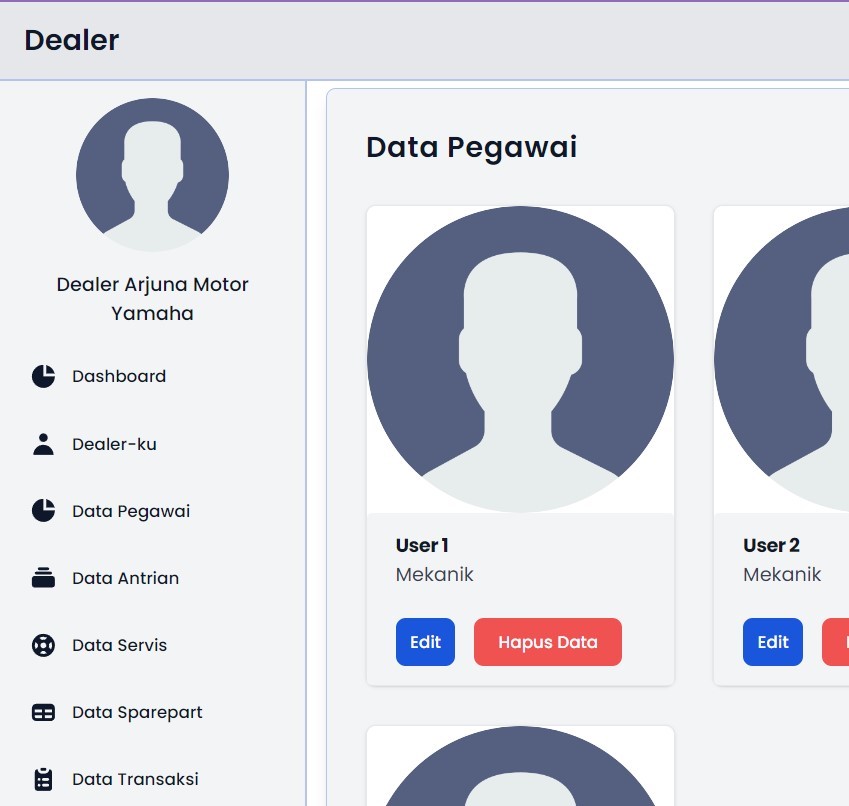 Dealer
Dealer Arjuna Motor
Yamaha
Dashboard
Dealer-ku
Data Pegawai
Data Antrian
Data Servis
Data Sparepart
Data Transaksi
Data Pegawai
User 1
Mekanik
Edit
Hapus Data
User 2
Mekanik
Edit